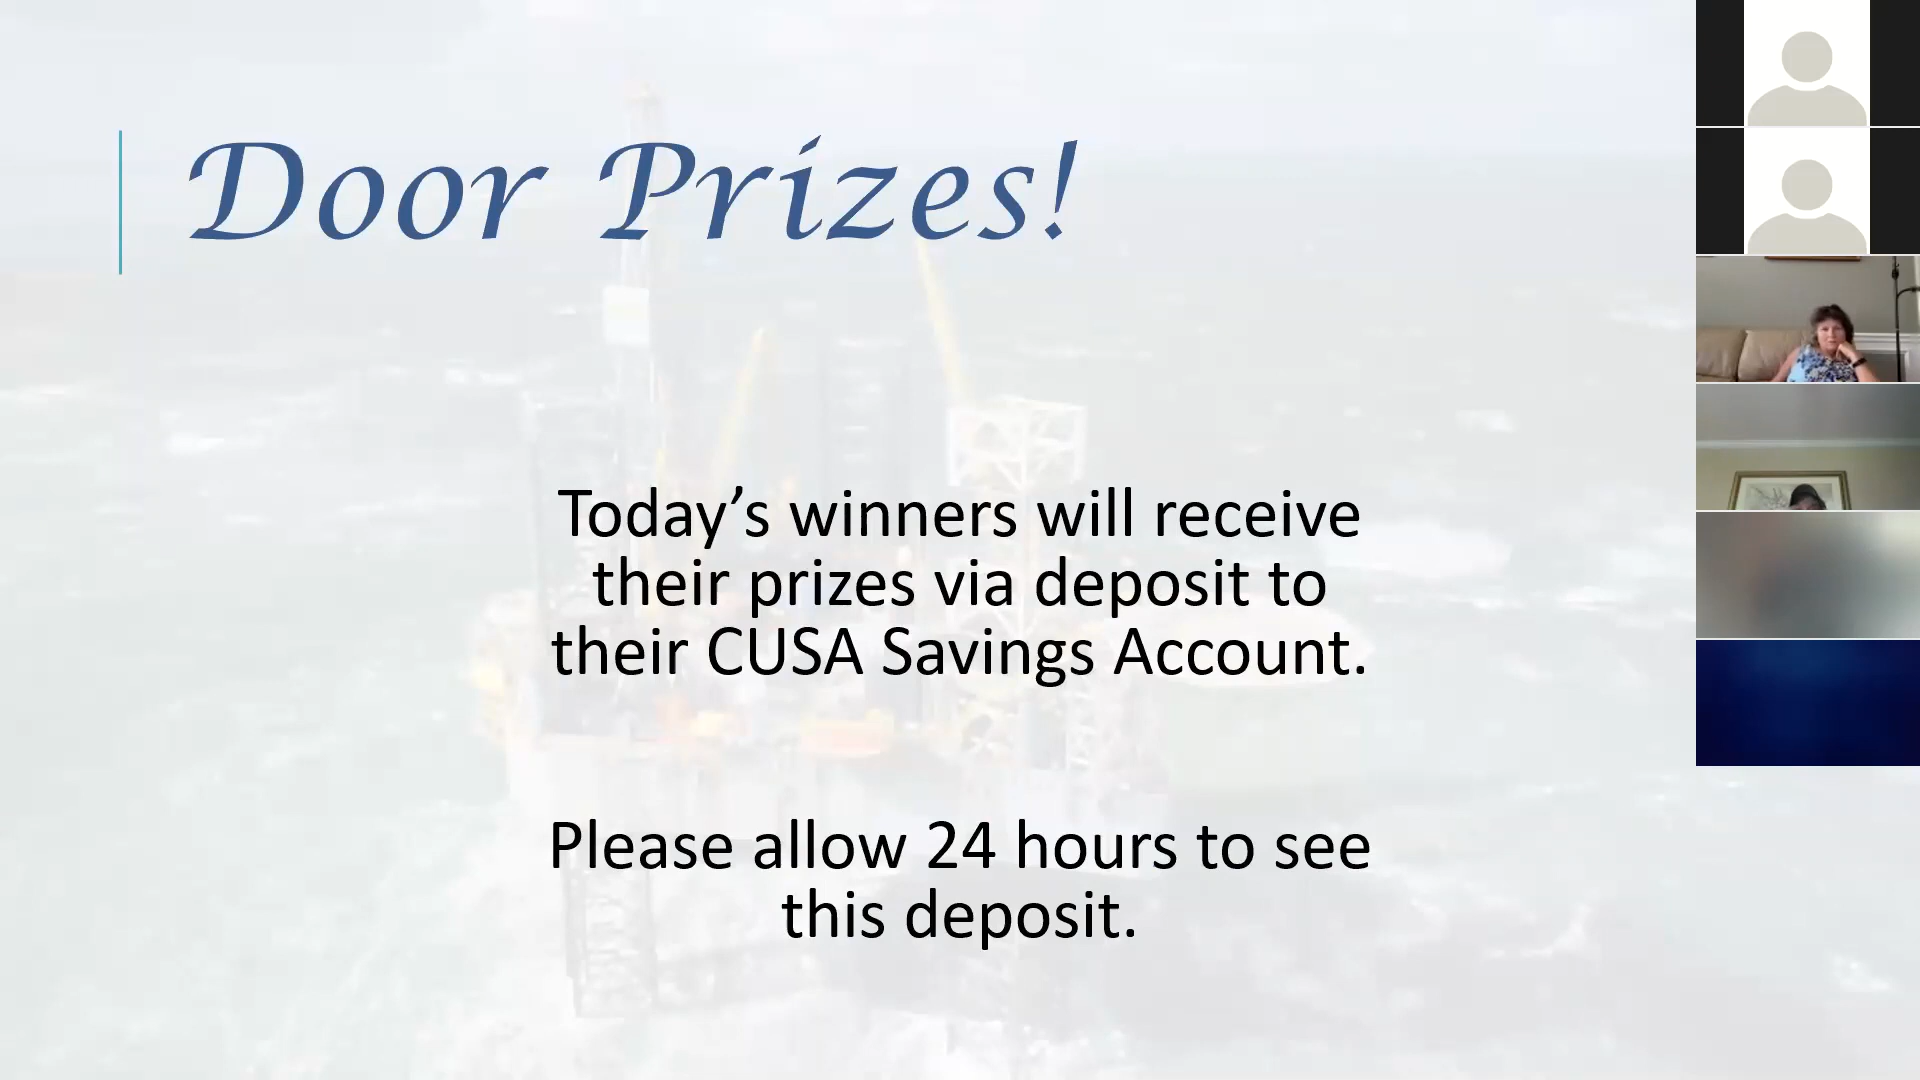 Door Prizes!
Today’s winners will receive
their prizes via deposit to
their CUSA Savings Account.
Please allow 24 hours to see
this deposit.